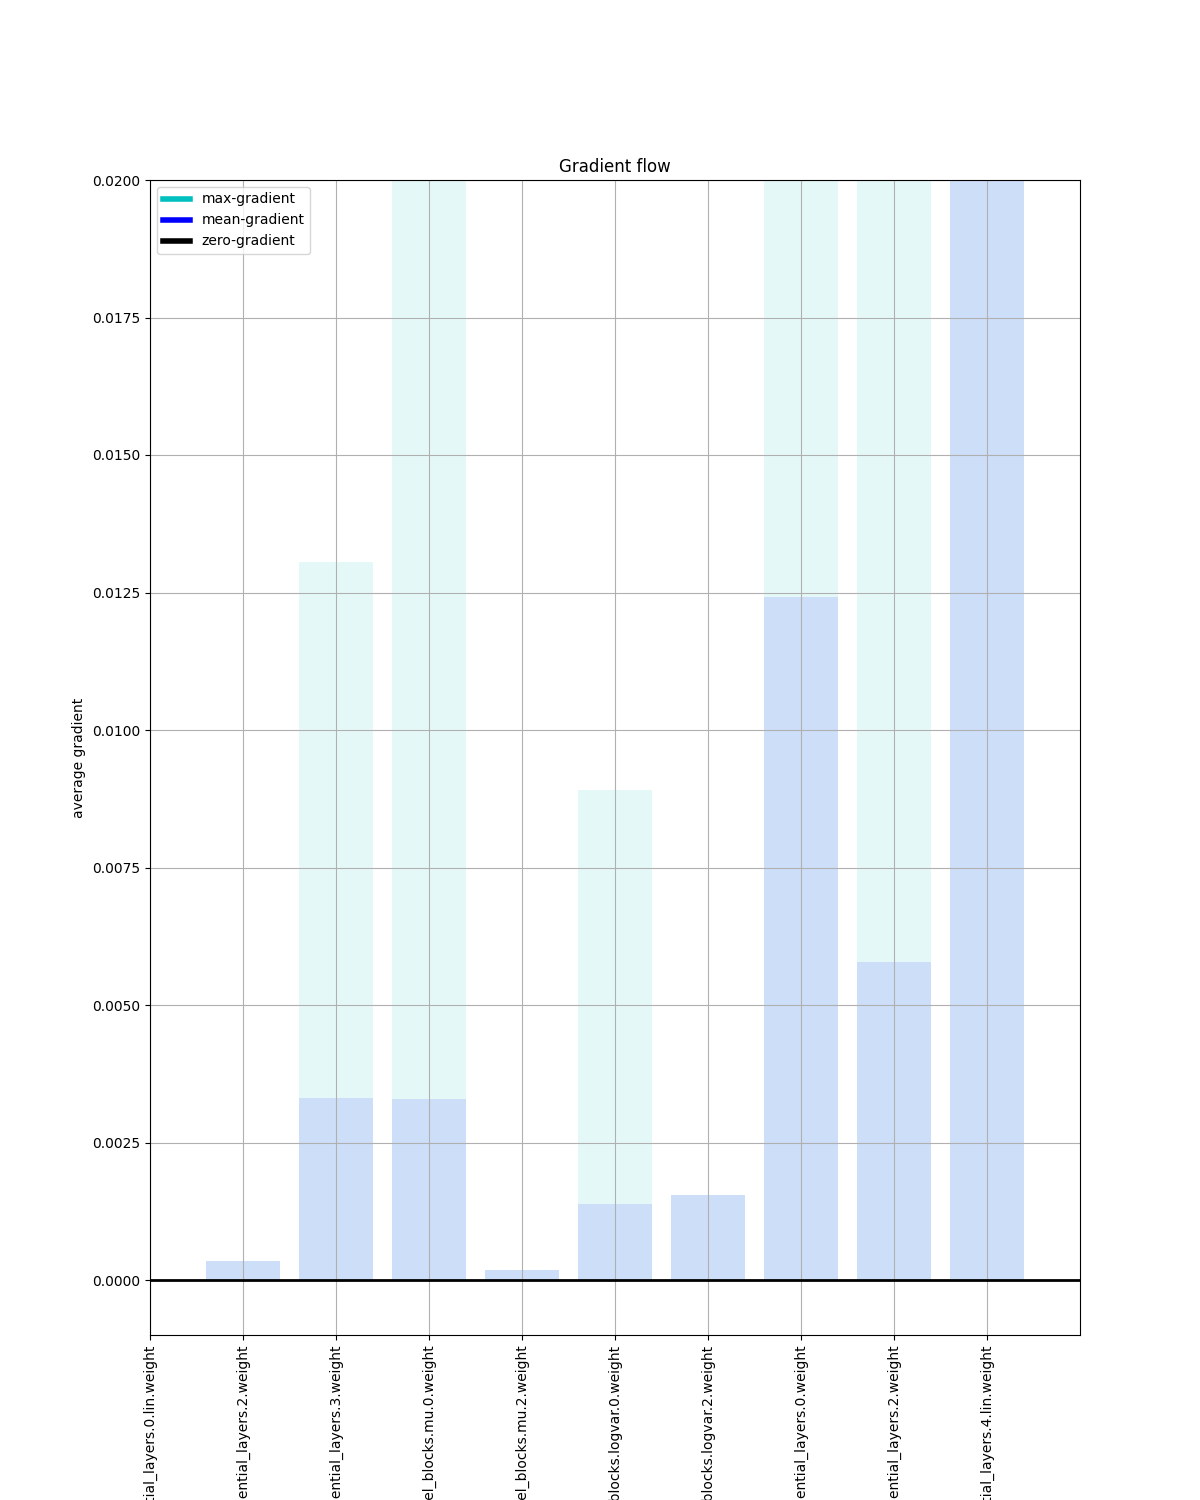 Gradient flow
max-gradient
mean-gradient
zero-gradient
0.0200
0.0175
0.0150
0.0125
0.0100
0.0075
0.0050
0.0025
0.0000
average gradient
tial_layers.0.lin.weight
ential_layers.2.weight
ential_layers.3.weight
el_blocks.mu.0.weight
el_blocks.mu.2.weight
blocks.logvar.0.weight
blocks.logvar.2.weight
ential_layers.0.weight
ential_layers.2.weight
tial_layers.4.lin.weight